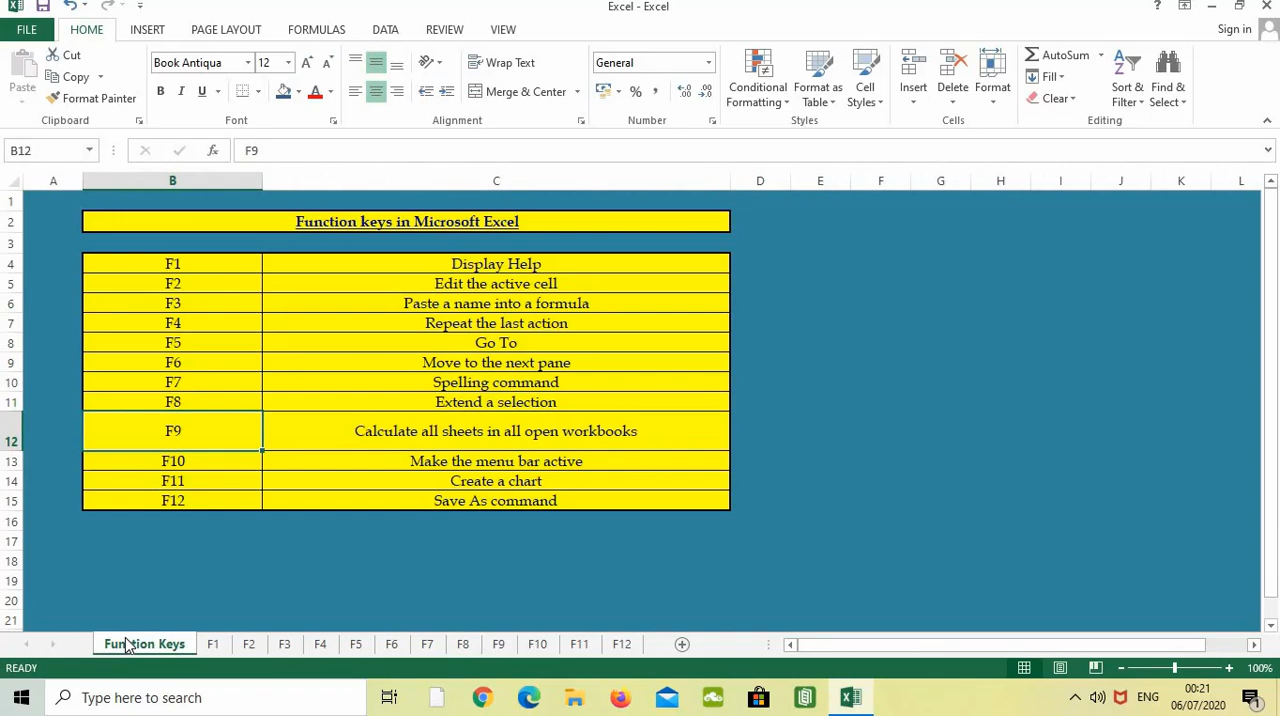 Excel - Excel
?
FILE HOME INSERT PAGE LAYOUT FORMULAS DATA REVIEW VIEW Sign in
Paste
Cut
Copy
Format Painter
Clipboard
Book Antiqua 12
B I U
Font
Wrap Text
Merge & Center
Alignment
General
%
Number
Conditional Formatting
Format as Table
Cell Styles
Styles
Insert Delete Format
Cells
AutoSum
Fill
Clear
Sort & Filter
Find & Select
Editing
B12 fx F9
A B C D E F G H I J K L
1
2 Function keys in Microsoft Excel
3
4 F1 Display Help
5 F2 Edit the active cell
6 F3 Paste a name into a formula
7 F4 Repeat the last action
8 F5 Go To
9 F6 Move to the next pane
10 F7 Spelling command
11 F8 Extend a selection
12 F9 Calculate all sheets in all open workbooks
13 F10 Make the menu bar active
14 F11 Create a chart
15 F12 Save As command
16
17
18
19
20
21
Function Keys F1 F2 F3 F4 F5 F6 F7 F8 F9 F10 F11 F12
READY 100%
Type here to search
ENG
00:21
06/07/2020
1